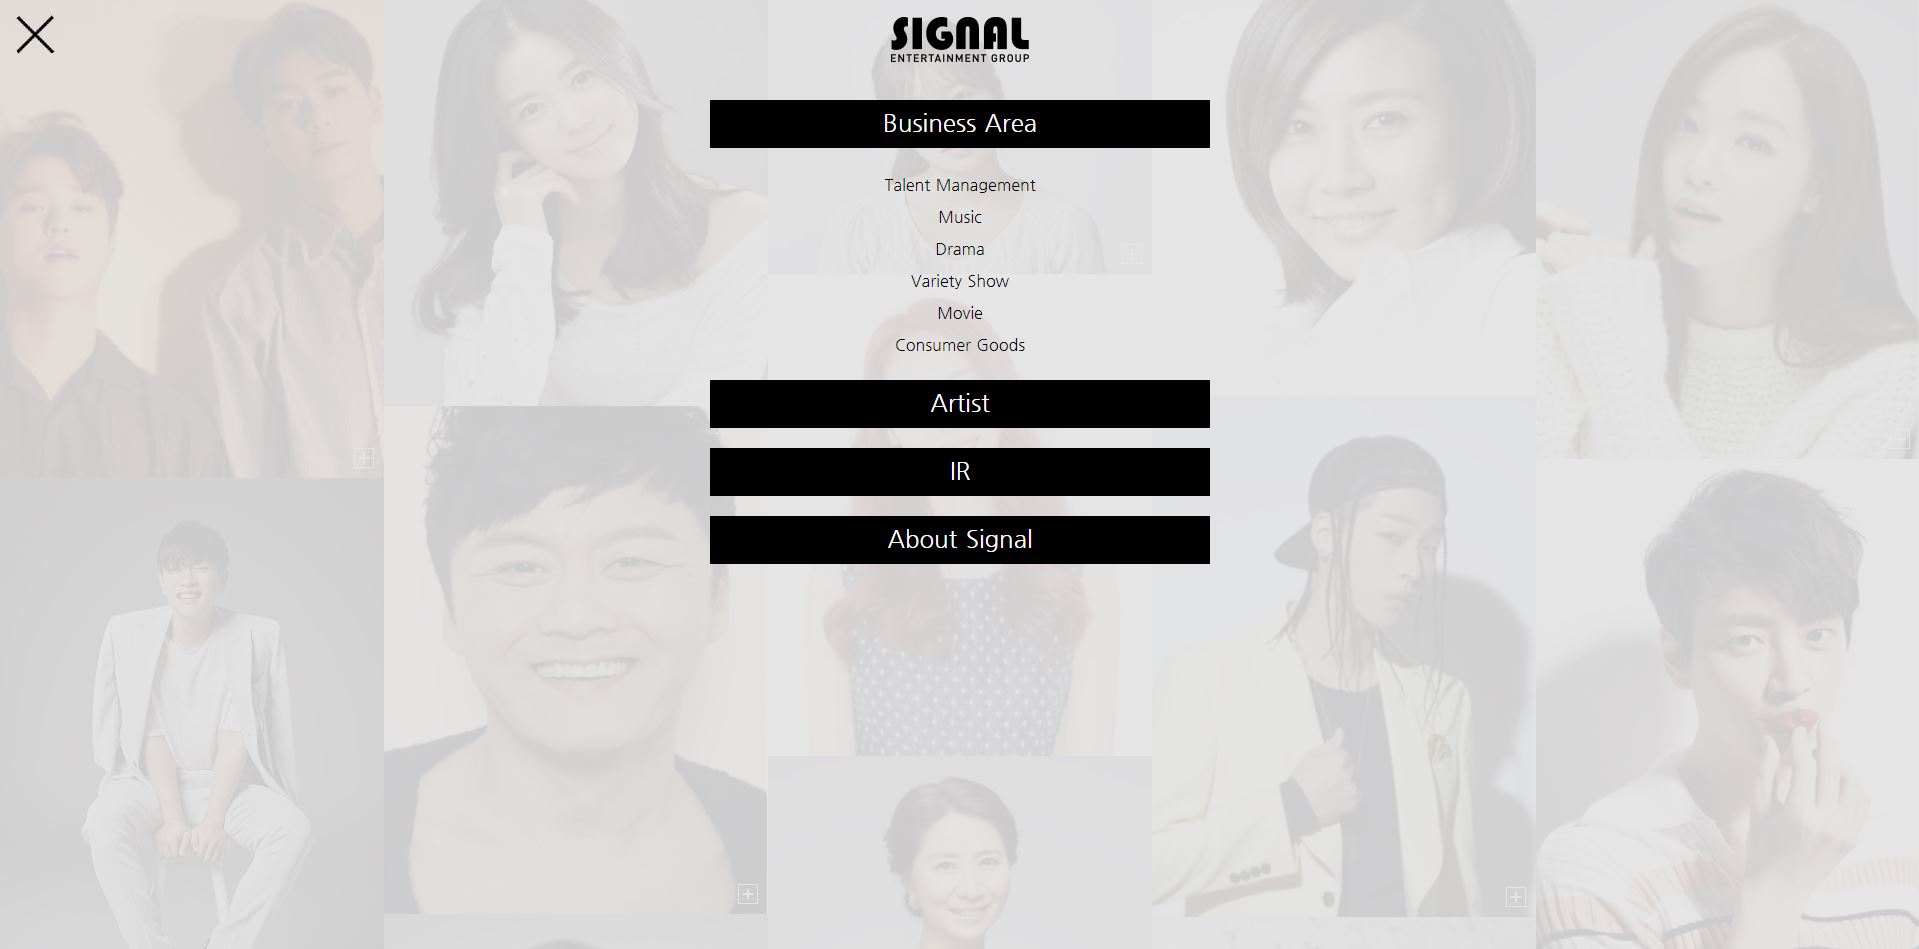 SIGNAL
ENTERTAINMENT GROUP
Business Area
Talent Management
Music
Drama
Variety Show
Movie
Consumer Goods
Artist
IR
About Signal